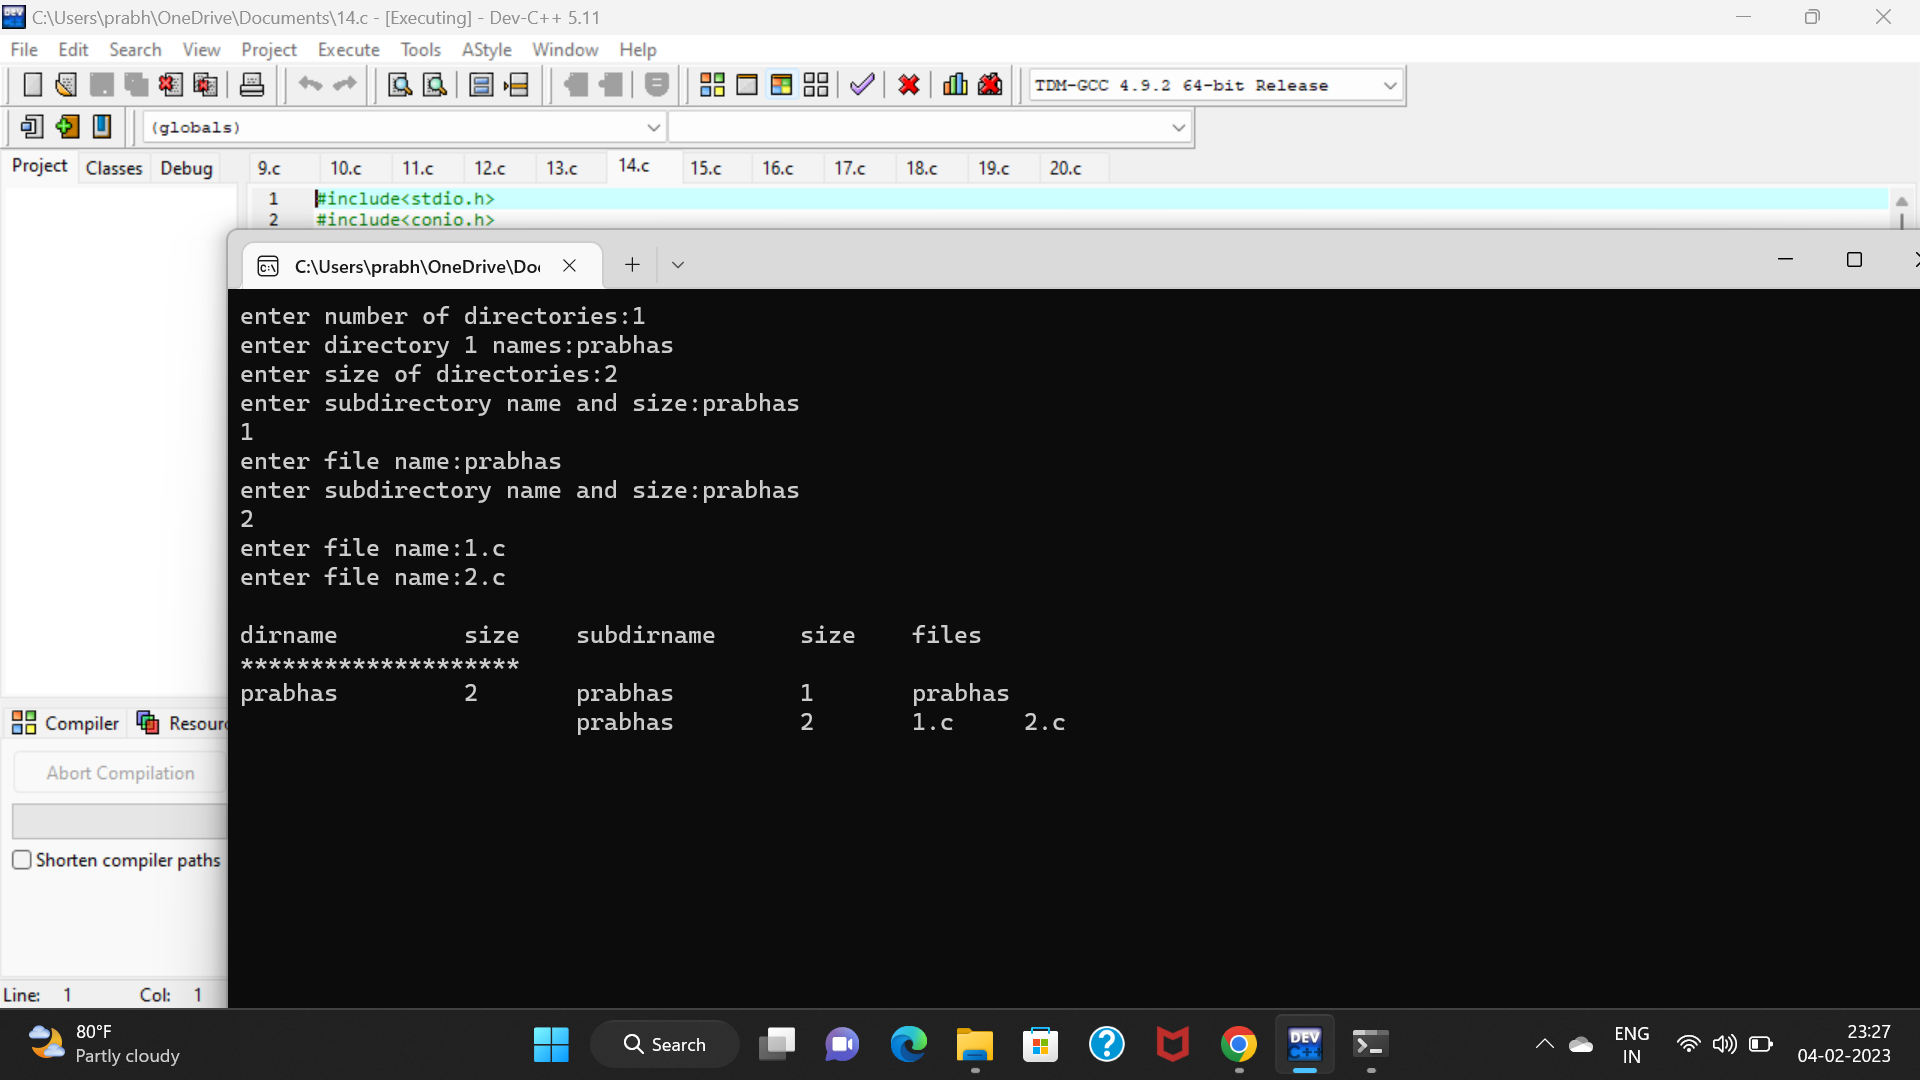 C:\Users\prabh\OneDrive\Documents\14.c - [Executing] - Dev-C++ 5.11
File Edit Search View Project Execute Tools AStyle Window Help
TDM-GCC 4.9.2 64-bit Release
(globals)
Project Classes Debug 9.c 10.c 11.c 12.c 13.c 14.c 15.c 16.c 17.c 18.c 19.c 20.c
1 #include<stdio.h>
2 #include<conio.h>
C:\Users\prabh\OneDrive\Do
enter number of directories:1
enter directory 1 names:prabhas
enter size of directories:2
enter subdirectory name and size:prabhas
1
enter file name:prabhas
enter subdirectory name and size:prabhas
2
enter file name:1.c
enter file name:2.c
dirname size subdirname size files
********************
prabhas 2 prabhas 1 prabhas
prabhas 2 1.c 2.c
Compiler Resour
Abort Compilation
Shorten compiler paths
Line: 1 Col: 1
80°F
Partly cloudy
Search
DEV
C++
ENG
IN
23:27
04-02-2023